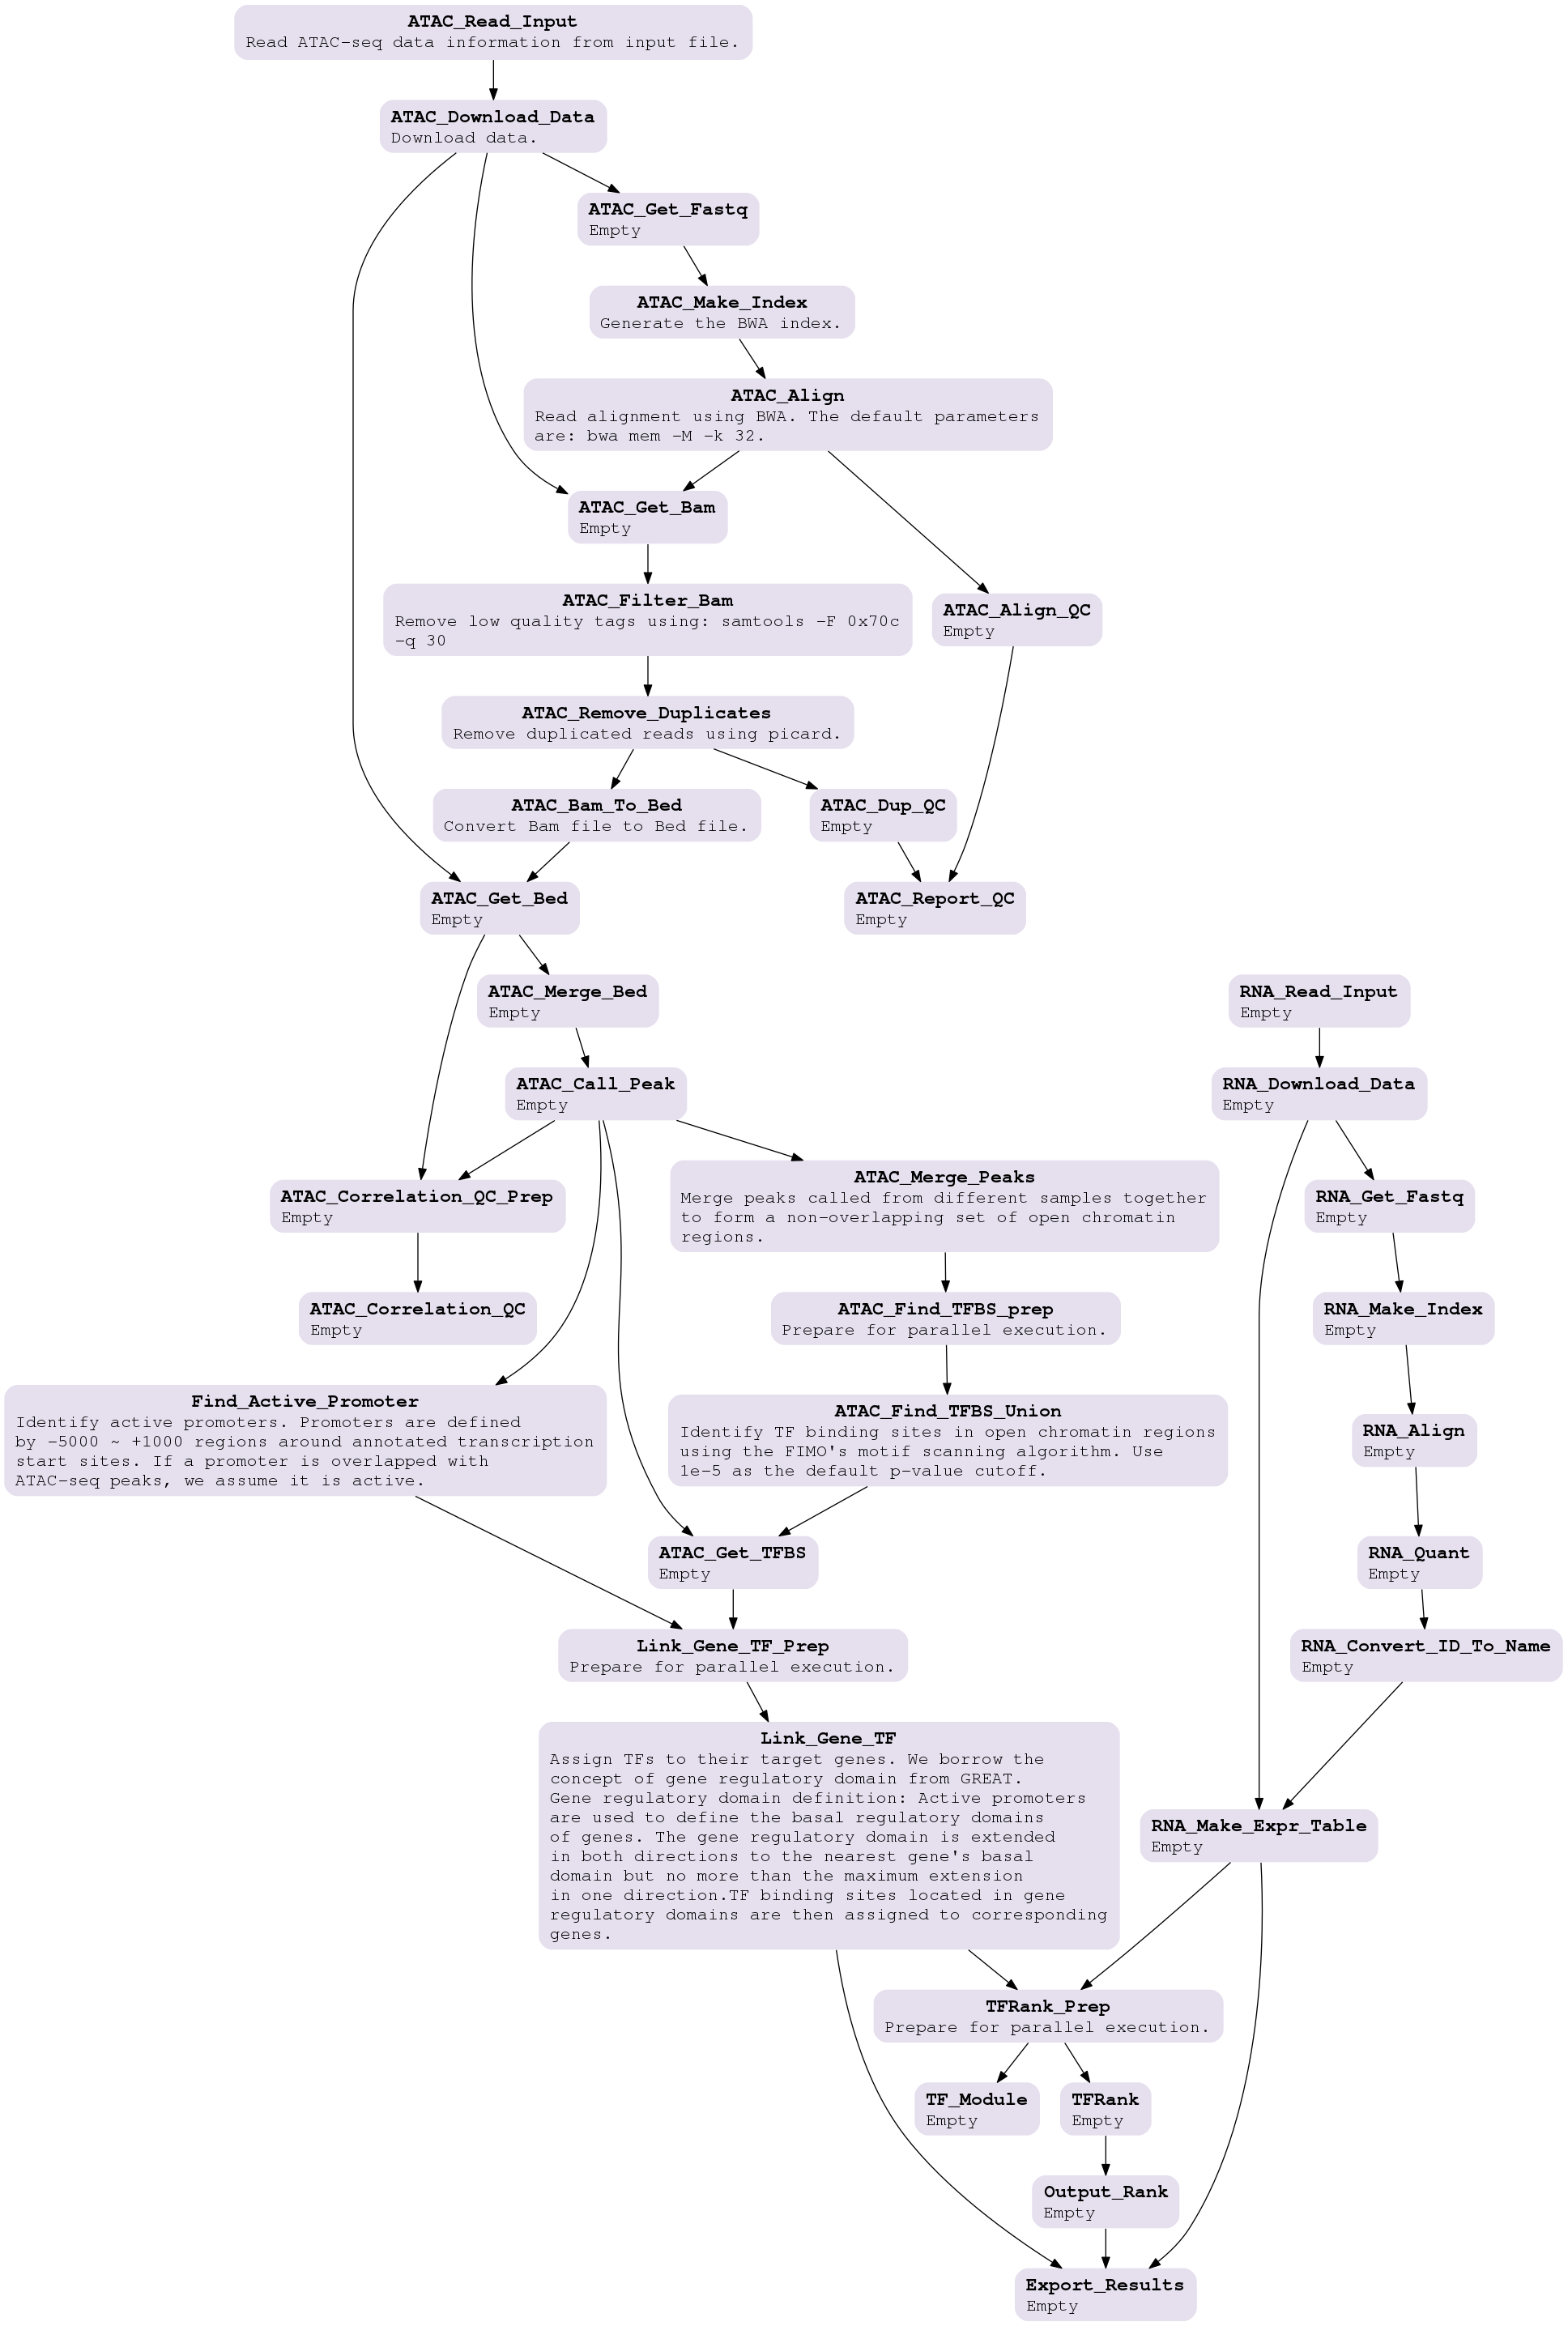 ATAC_Read_Input
Read ATAC-seq data information from input file.
ATAC_Download_Data
Download data.
ATAC_Get_Fastq
Empty
ATAC_Make_Index
Generate the BWA index.
ATAC_Align
Read alignment using BWA. The default parameters
are: bwa mem -M -k 32.
ATAC_Get_Bam
Empty
ATAC_Filter_Bam
Remove low quality tags using: samtools -F 0x70c
-q 30
ATAC_Align_QC
Empty
ATAC_Remove_Duplicates
Remove duplicated reads using picard.
ATAC_Bam_To_Bed
Convert Bam file to Bed file.
ATAC_Dup_QC
Empty
ATAC_Get_Bed
Empty
ATAC_Report_QC
Empty
ATAC_Merge_Bed
Empty
RNA_Read_Input
Empty
ATAC_Call_Peak
Empty
RNA_Download_Data
Empty
ATAC_Correlation_QC_Prep
Empty
ATAC_Merge_Peaks
Merge peaks called from different samples together
to form a non-overlapping set of open chromatin
regions.
RNA_Get_Fastq
Empty
ATAC_Correlation_QC
Empty
ATAC_Find_TFBS_prep
Prepare for parallel execution.
RNA_Make_Index
Empty
Find_Active_Promoter
Identify active promoters. Promoters are defined
by -5000 ~ +1000 regions around annotated transcription
start sites. If a promoter is overlapped with
ATAC-seq peaks, we assume it is active.
ATAC_Find_TFBS_Union
Identify TF binding sites in open chromatin regions
using the FIMO's motif scanning algorithm. Use
1e-5 as the default p-value cutoff.
RNA_Align
Empty
ATAC_Get_TFBS
Empty
RNA_Quant
Empty
Link_Gene_TF_Prep
Prepare for parallel execution.
RNA_Convert_ID_To_Name
Empty
Link_Gene_TF
Assign TFs to their target genes. We borrow the
concept of gene regulatory domain from GREAT.
Gene regulatory domain definition: Active promoters
are used to define the basal regulatory domains
of genes. The gene regulatory domain is extended
in both directions to the nearest gene's basal
domain but no more than the maximum extension
in one direction.TF binding sites located in gene
regulatory domains are then assigned to corresponding
genes.
RNA_Make_Expr_Table
Empty
TFRank_Prep
Prepare for parallel execution.
TF_Module
Empty
TFRank
Empty
Output_Rank
Empty
Export_Results
Empty